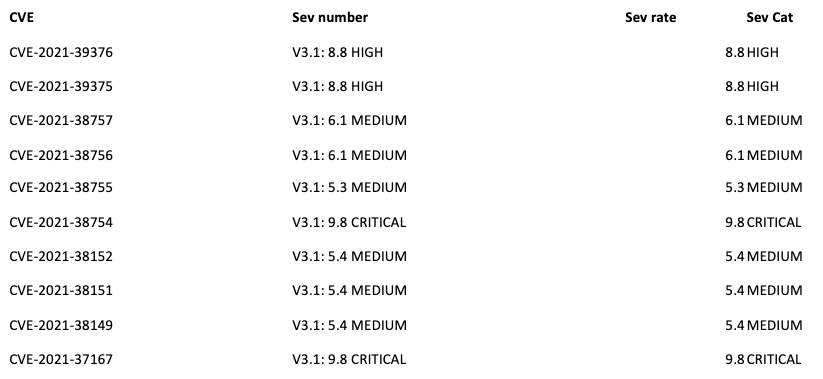 CVE Sev number Sev rate Sev Cat
CVE-2021-39376 V3.1: 8.8 HIGH 8.8 HIGH
CVE-2021-39375 V3.1: 8.8 HIGH 8.8 HIGH
CVE-2021-38757 V3.1: 6.1 MEDIUM 6.1 MEDIUM
CVE-2021-38756 V3.1: 6.1 MEDIUM 6.1 MEDIUM
CVE-2021-38755 V3.1: 5.3 MEDIUM 5.3 MEDIUM
CVE-2021-38754 V3.1: 9.8 CRITICAL 9.8 CRITICAL
CVE-2021-38152 V3.1: 5.4 MEDIUM 5.4 MEDIUM
CVE-2021-38151 V3.1: 5.4 MEDIUM 5.4 MEDIUM
CVE-2021-38149 V3.1: 5.4 MEDIUM 5.4 MEDIUM
CVE-2021-37167 V3.1: 9.8 CRITICAL 9.8 CRITICAL